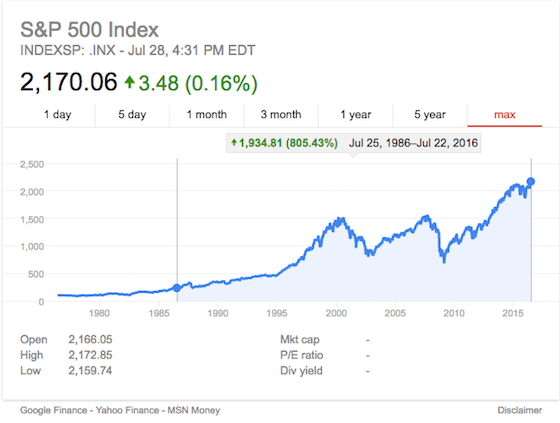 S&P 500 Index
INDEXSP: .INX - Jul 28, 4:31 PM EDT
2,170.06 3.48 (0.16%)
1 day 5 day 1 month 3 month 1 year 5 year max
1,934.81 (805.43%) Jul 25, 1986–Jul 22, 2016
2,500
2,000
1,500
1,000
500
0
1980 1985 1990 1995 2000 2005 2010 2015
Open 2,166.05 Mkt cap -
High 2,172.85 P/E ratio -
Low 2,159.74 Div yield -
Google Finance - Yahoo Finance - MSN Money Disclaimer